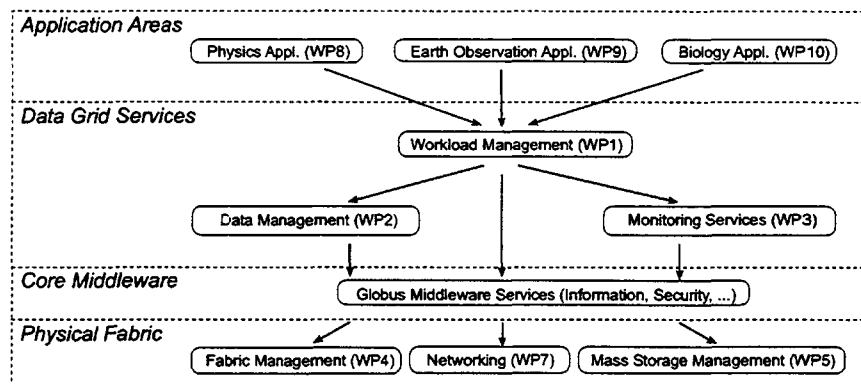 Application Areas
Physics Appl. (WP8)
Earth Observation Appl. (WP9)
Biology Appl. (WP10)
Data Grid Services
Workload Management (WP1)
Data Management (WP2)
Monitoring Services (WP3)
Core Middleware
Globus Middleware Services (Information, Security, ...)
Physical Fabric
Fabric Management (WP4)
Networking (WP7)
Mass Storage Management (WP5)